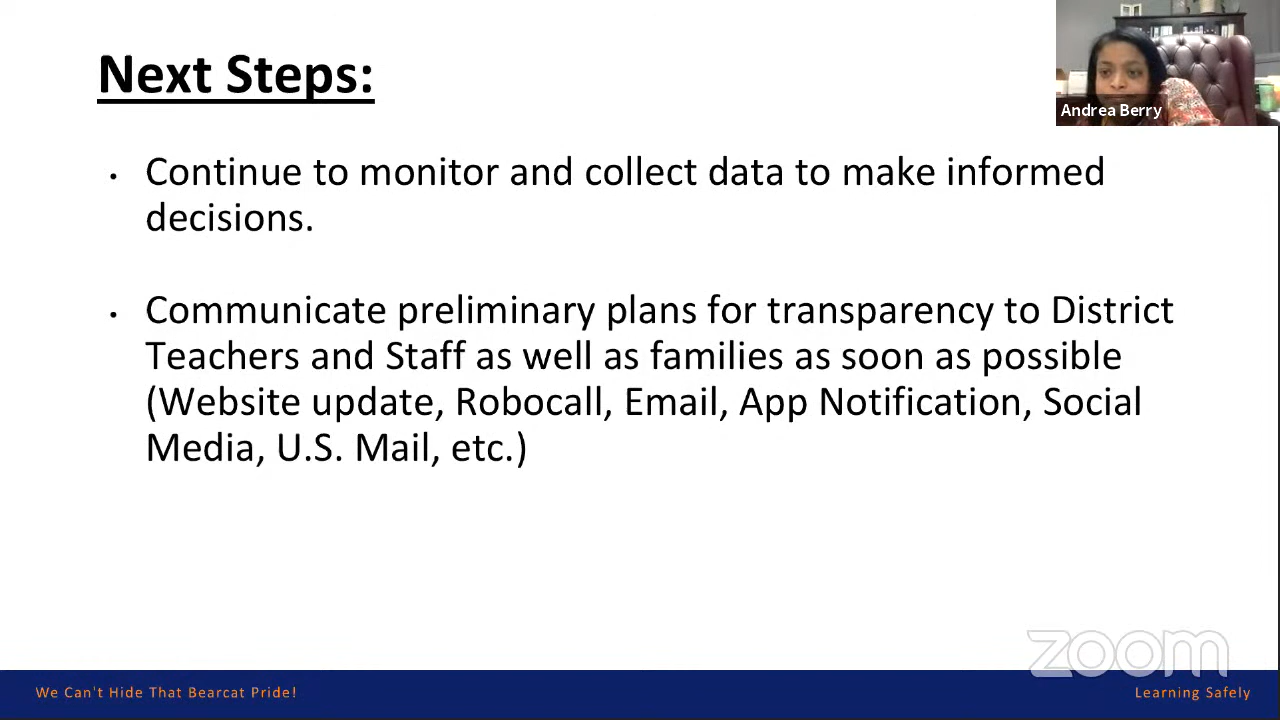 Next Steps:
Andrea Berry
• Continue to monitor and collect data to make informed
decisions.
• Communicate preliminary plans for transparency to District
Teachers and Staff as well as families as soon as possible
(Website update, Robocall, Email, App Notification, Social
Media, U.S. Mail, etc.)
zoom
We Can't Hide That Bearcat Pride!
Learning Safely